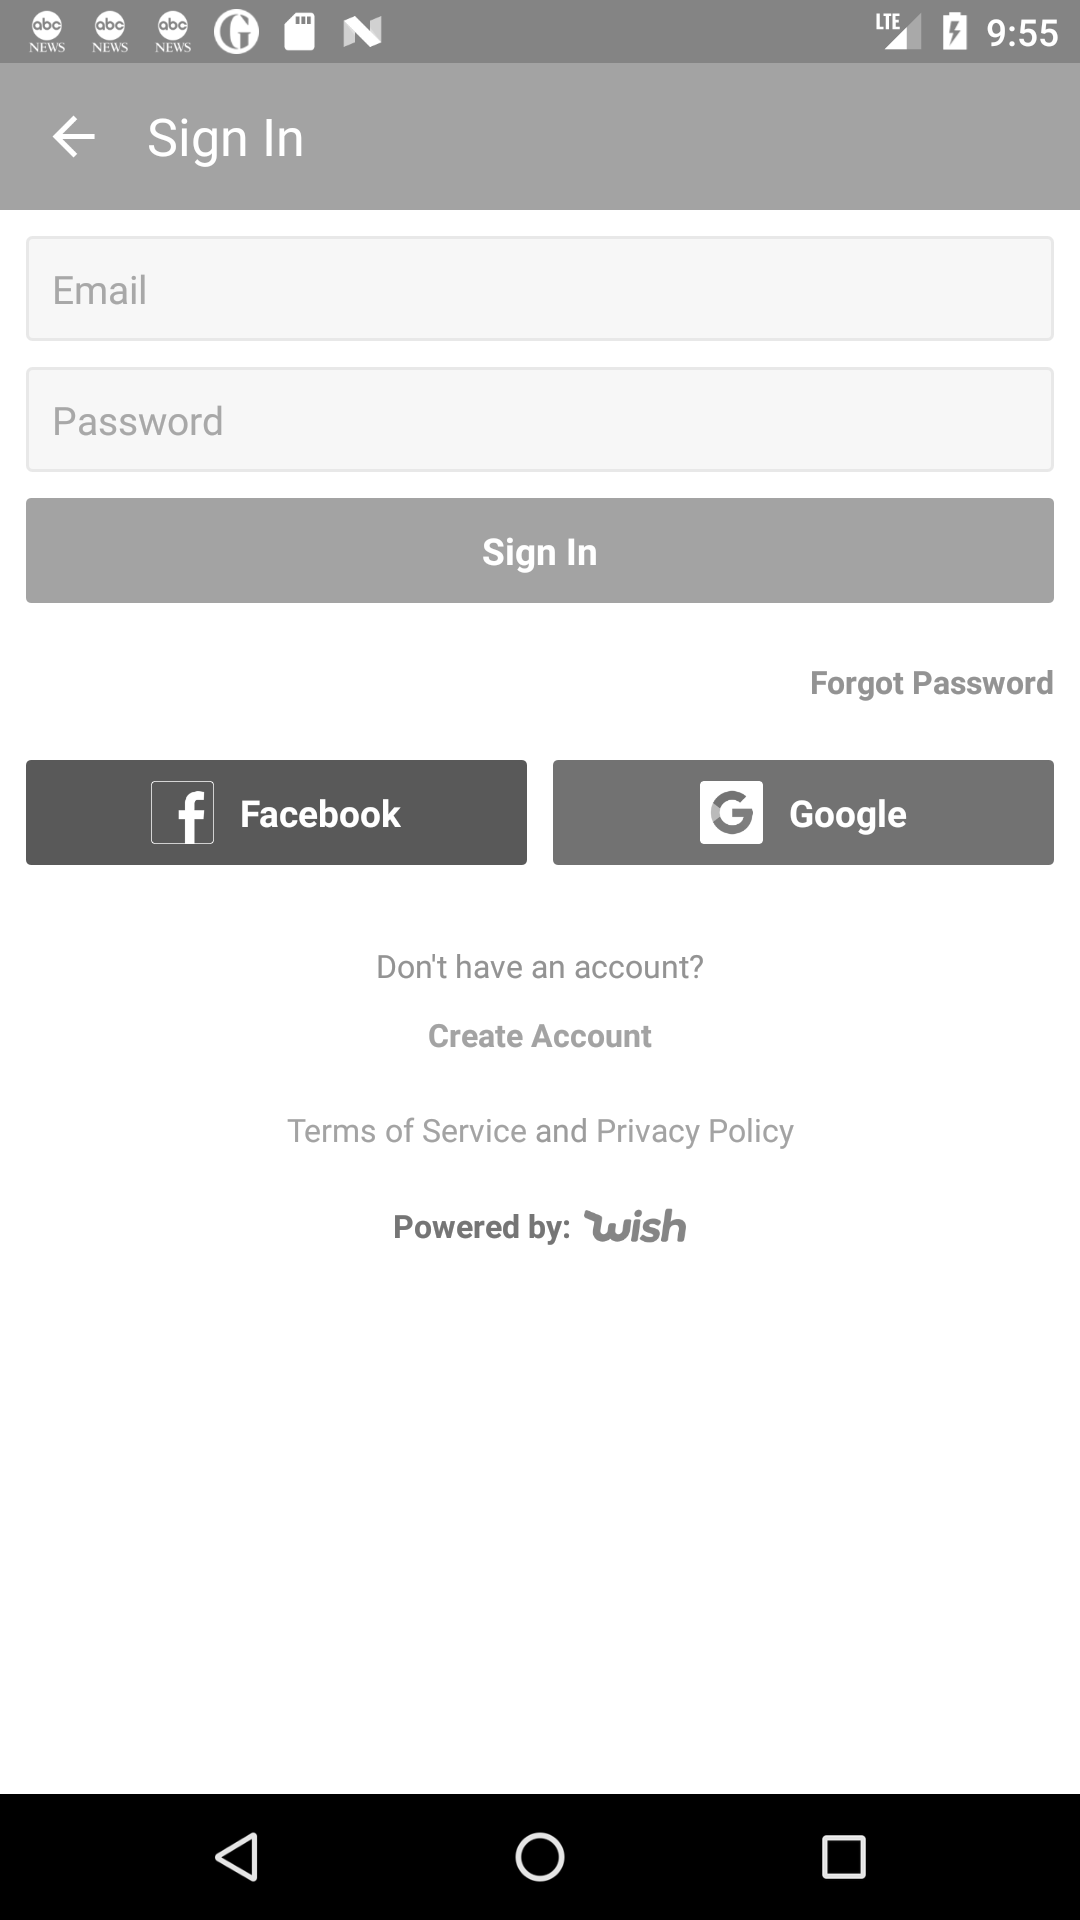 abc NEWS abc NEWS abc NEWS LTE 9:55
Sign In
Email
Password
Sign In
Forgot Password
Facebook Google
Don't have an account?
Create Account
Terms of Service and Privacy Policy
Powered by: wish